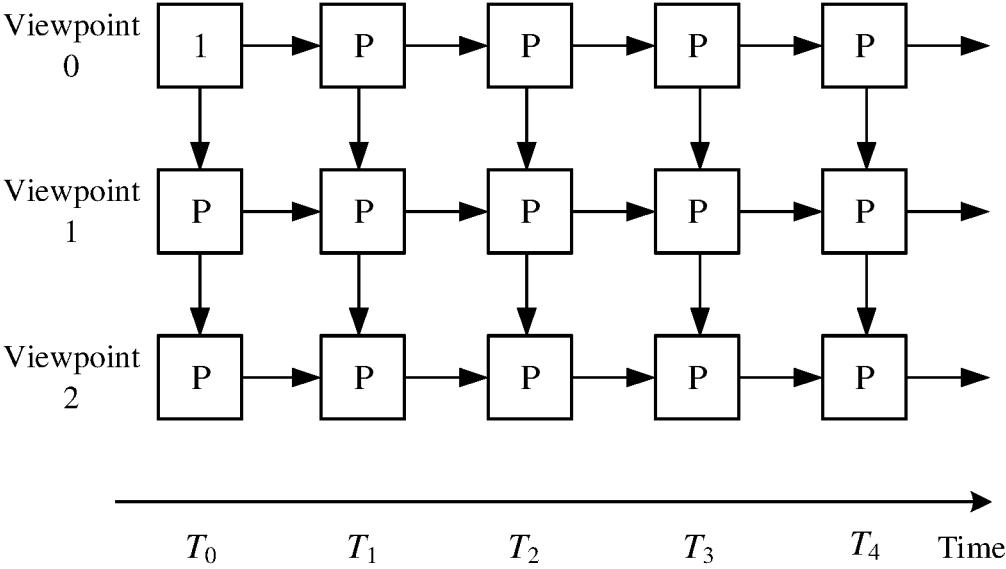 Viewpoint
0
1 P P P P
Viewpoint
1
P P P P P
Viewpoint
2
P P P P P
T0 T1 T2 T3 T4 Time